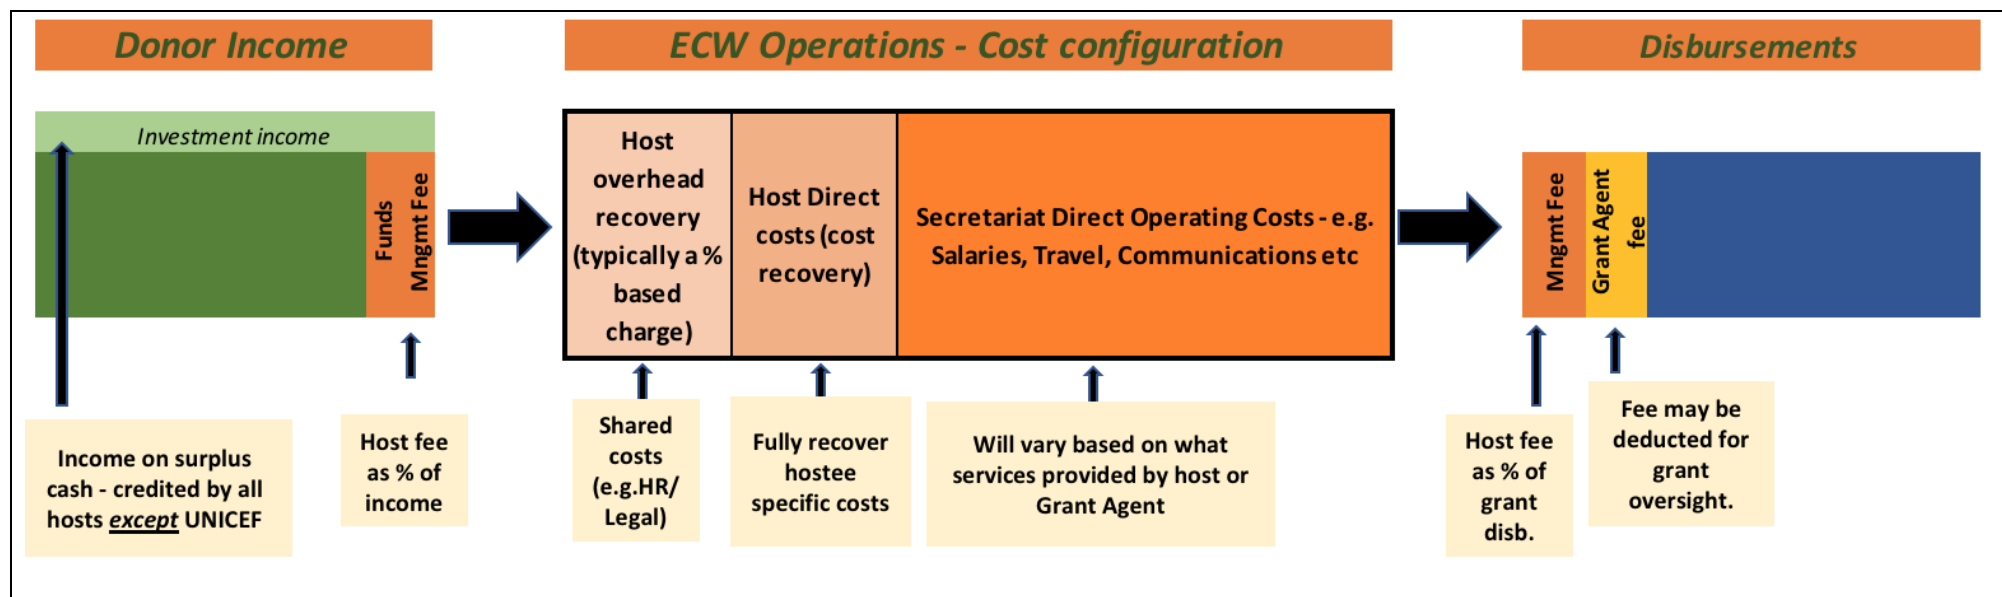 Donor Income
ECW Operations - Cost configuration
Disbursements
Investment income
Funds
Mngmt Fee
Host
overhead
recovery
(typically a %
based
charge)
Host Direct
costs (cost
recovery)
Secretariat Direct Operating Costs - e.g.
Salaries, Travel, Communications etc
Mngmt Fee
Grant Agent
fee
Income on surplus
cash - credited by all
hosts except UNICEF
Host fee
as % of
income
Shared
costs
(e.g.HR/
Legal)
Fully recover
hostee
specific costs
Will vary based on what
services provided by host or
Grant Agent
Host fee
as % of
grant
disb.
Fee may be
deducted for
grant
oversight.